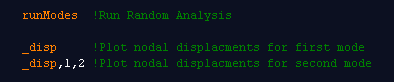 runModes !Run Random Analysis
_disp !Plot nodal displacments for first mode
_disp,1,2 !Plot nodal displacments for second mode